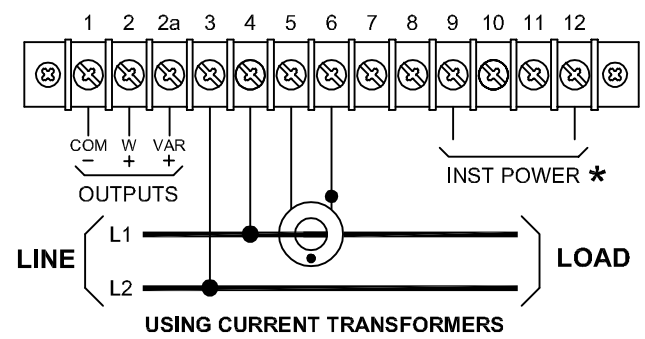 1 2 2a 3 4 5 6 7 8 9 10 11 12
COM W VAR
− + +
OUTPUTS
INST POWER *
L1
LINE LOAD
L2
USING CURRENT TRANSFORMERS